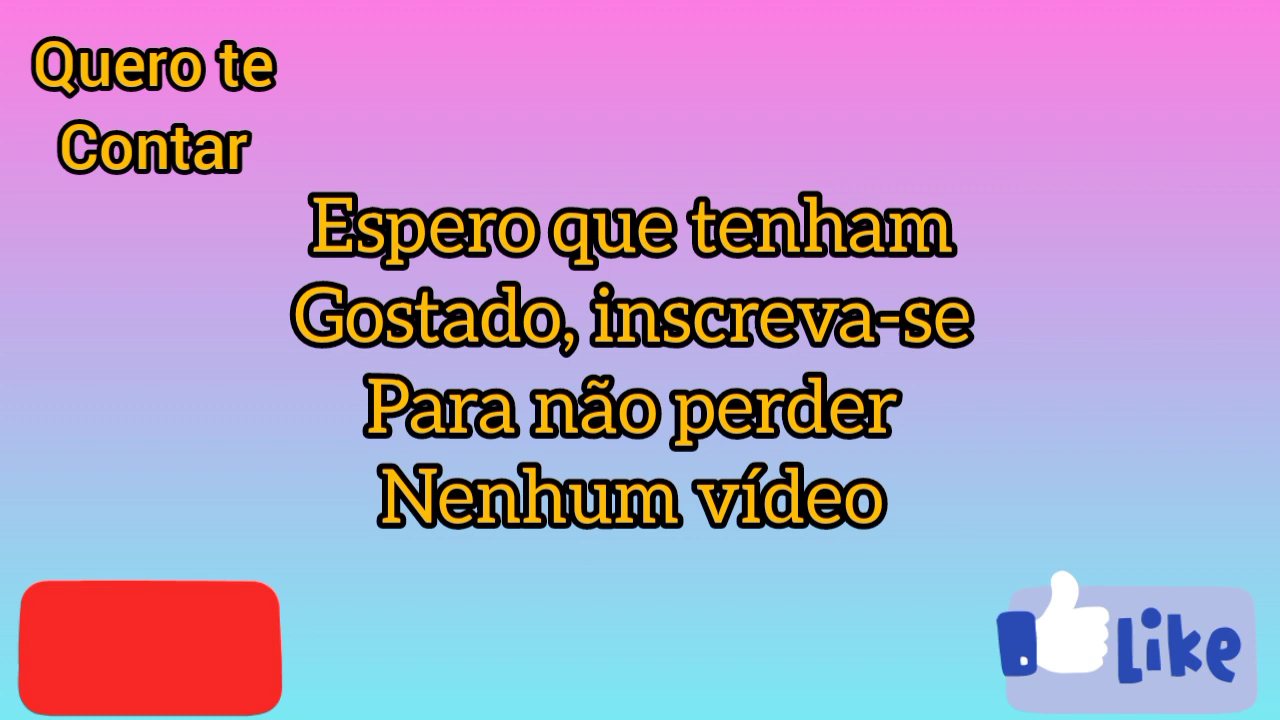 Quero te
Contar
Espero que tenham
Gostado, inscreva-se
Para não perder
Nenhum vídeo
Like